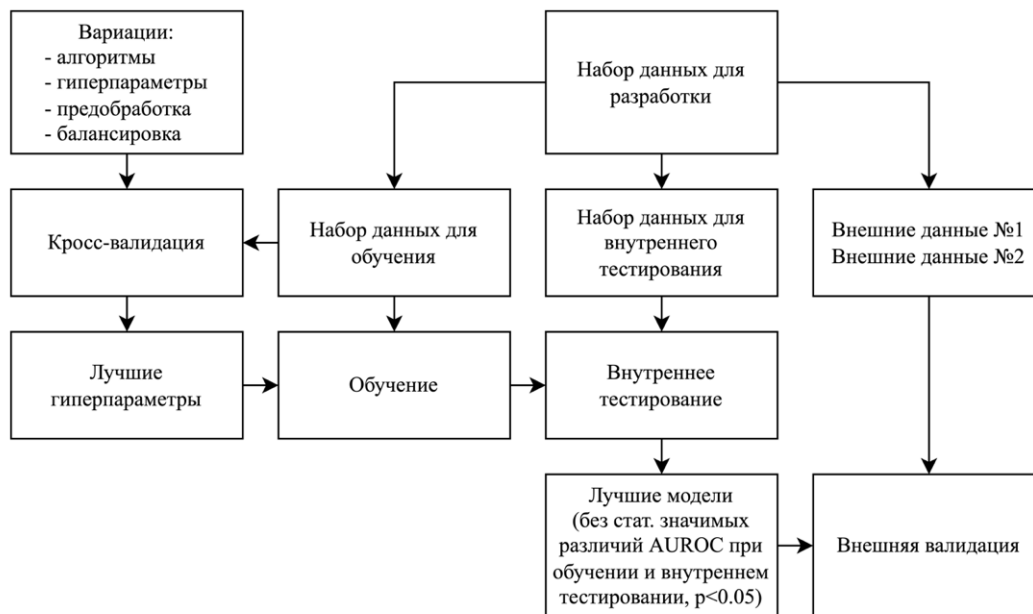 Вариации:
- алгоритмы
- гиперпараметры
- предобработка
- балансировка
Набор данных для
разработки
Кросс-валидация
Набор данных для
обучения
Набор данных для
внутреннего
тестирования
Внешние данные №1
Внешние данные №2
Лучшие
гиперпараметры
Обучение
Внутреннее
тестирование
Лучшие модели
(без стат. значимых
различий AUROC при
обучении и внутреннем
тестировании, p<0.05)
Внешняя валидация